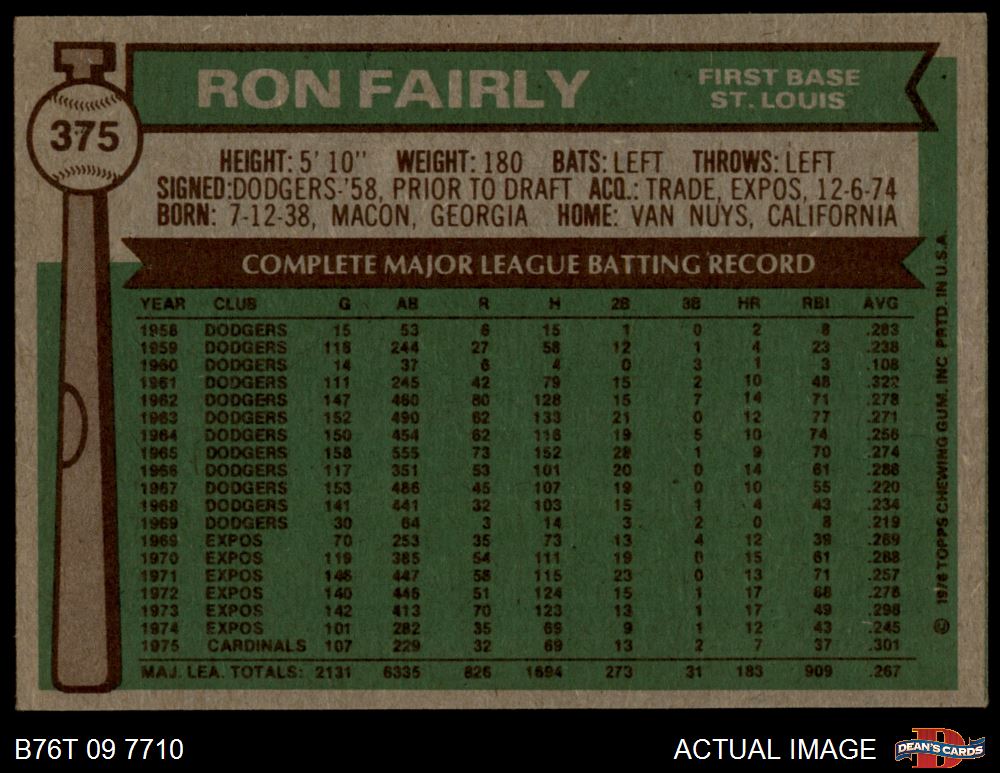 RON FAIRLY
FIRST BASE
ST. LOUIS
375
HEIGHT: 5' 10" WEIGHT: 180 BATS: LEFT THROWS: LEFT
SIGNED: DODGERS-'58, PRIOR TO DRAFT ACQ.: TRADE, EXPOS, 12-6-74
BORN: 7-12-38, MACON, GEORGIA HOME: VAN NUYS, CALIFORNIA
COMPLETE MAJOR LEAGUE BATTING RECORD
YEAR CLUB G AB R H 2B 3B HR RBI AVG
1958 DODGERS 15 53 6 15 1 0 2 8 .283
1959 DODGERS 118 244 27 58 12 1 4 23 .238
1960 DODGERS 14 37 6 4 0 3 1 3 .108
1961 DODGERS 111 245 42 79 15 2 10 48 .322
1962 DODGERS 147 460 80 128 15 7 14 71 .278
1963 DODGERS 152 490 62 133 21 0 12 77 .271
1964 DODGERS 150 454 62 116 19 5 10 74 .256
1965 DODGERS 158 555 73 152 28 1 9 70 .274
1966 DODGERS 117 351 53 101 20 0 14 61 .288
1967 DODGERS 153 486 45 107 19 0 10 55 .220
1968 DODGERS 141 441 32 103 15 1 4 43 .234
1969 DODGERS 30 64 3 14 3 2 0 8 .219
1969 EXPOS 70 253 35 73 13 4 12 39 .289
1970 EXPOS 119 385 54 111 19 0 15 61 .288
1971 EXPOS 146 447 58 115 23 0 13 71 .257
1972 EXPOS 140 446 51 124 15 1 17 68 .278
1973 EXPOS 142 413 70 123 13 1 17 49 .298
1974 EXPOS 101 282 35 69 9 1 12 43 .245
1975 CARDINALS 107 229 32 69 13 2 7 37 .301
MAJ. LEA. TOTALS: 2131 6335 826 1694 273 31 183 909 .267
© 1976 TOPPS CHEWING GUM, INC. PRTD. IN U.S.A.
B76T 09 7710
ACTUAL IMAGE
DEAN'S CARDS